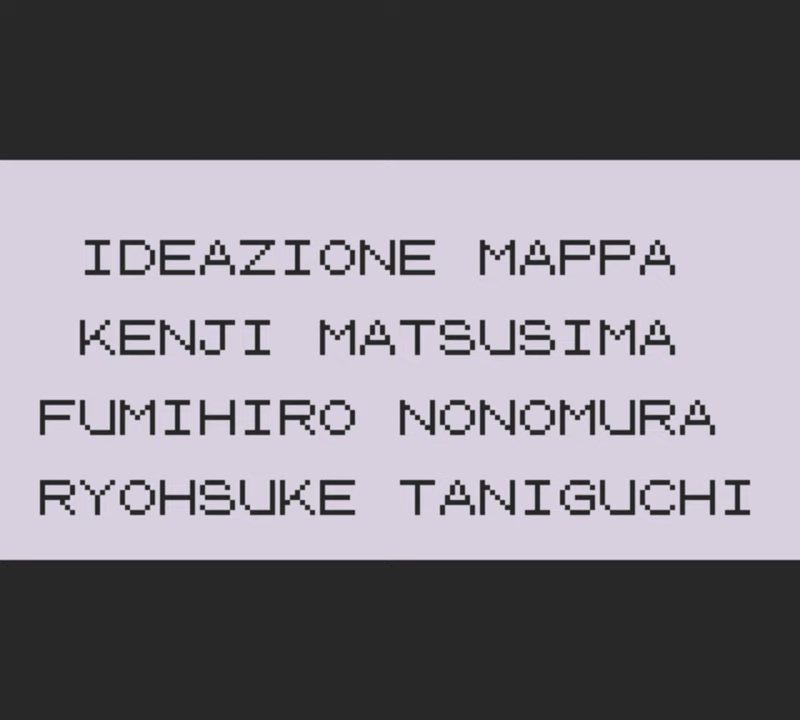 IDEAZIONE MAPPA
KENJI MATSUSIMA
FUMIHIRO NONOMURA
RYOHSUKE TANIGUCHI